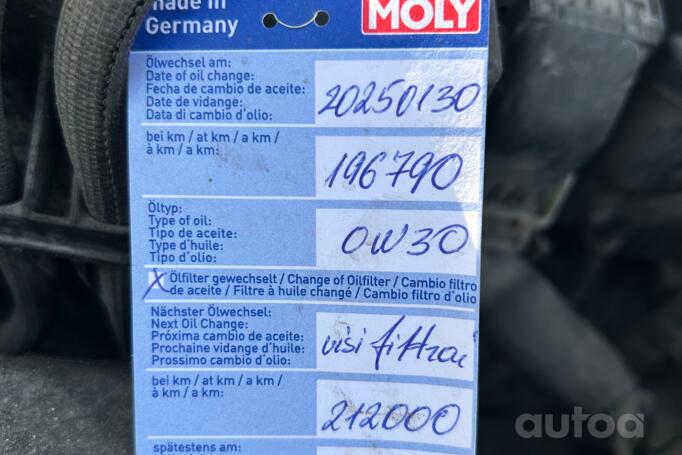 made in
Germany
MOLY
Ölwechsel am:
Date of oil change:
Fecha de cambio de aceite:
Date de vidange:
Data di cambio d'olio:
20250130
bei km / at km / a km /
à km / a km:
196790
Öltyp:
Type of oil:
Tipo de aceite:
Type d'huile:
Tipo d'olio:
0W30
X Ölfilter gewechselt / Change of Oilfilter / Cambio filtro
de aceite / Filtre à huile changé / Cambio filtro d'olio
Nächster Ölwechsel:
Next Oil Change:
Próxima cambio de aceite:
Prochaine vidange d'huile:
Prossimo cambio d'olio:
visi filtrai
bei km / at km / a km /
à km / a km:
212000
spätestens am:
autoa